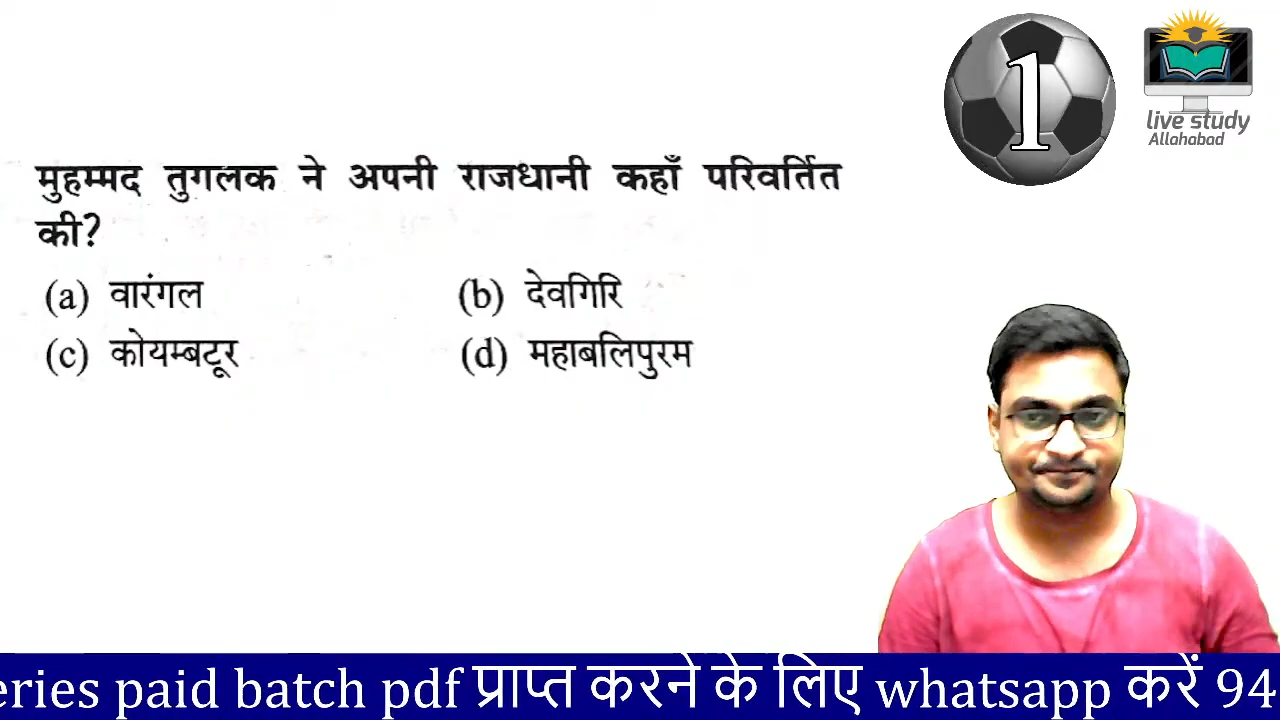 1
live study
Allahabad
मुहम्मद तुगलक ने अपनी राजधानी कहाँ परिवर्तित
की?
(a) वारंगल (b) देवगिरि
(c) कोयम्बटूर (d) महाबलिपुरम
eries paid batch pdf प्राप्त करने के लिए whatsapp करें 94